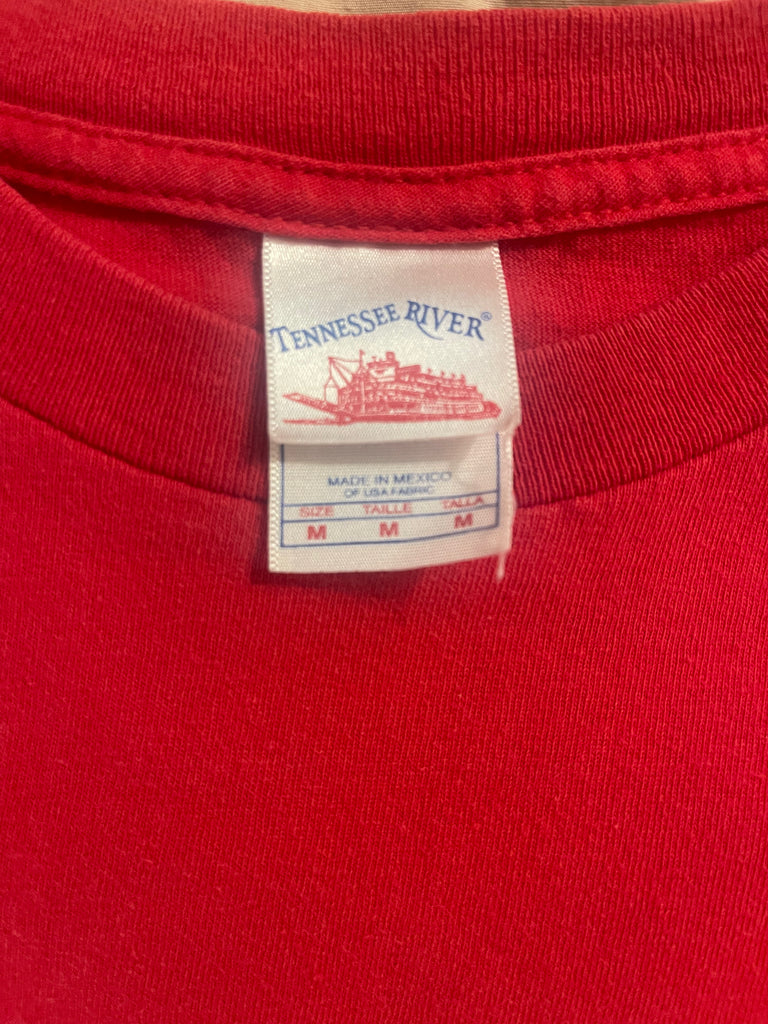 TENNESSEE RIVER®
MADE IN MEXICO
OF USA FABRIC
SIZE TAILLE TALLA
M M M